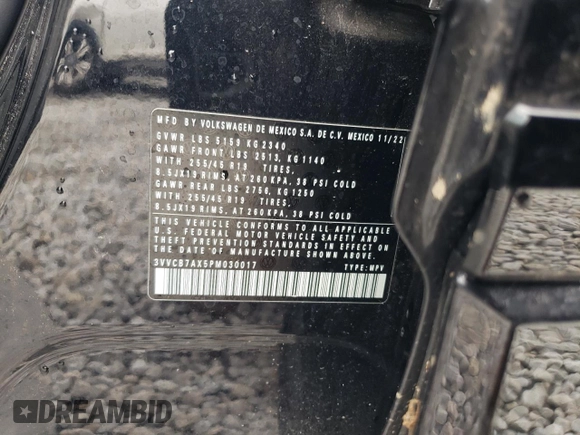 MFD BY VOLKSWAGEN DE MEXICO S.A. DE C.V. MEXICO 11/22
GVWR LBS 5159 KG 2340
GAWR FRONT LBS 2513, KG 1140
WITH 255/45 R19 TIRES,
8.5JX19 RIMS, AT 260 KPA, 38 PSI COLD
GAWR REAR LBS 2756, KG 1250
WITH 255/45 R19 TIRES,
8.5JX19 RIMS, AT 260 KPA, 38 PSI COLD
THIS VEHICLE CONFORMS TO ALL APPLICABLE
U.S. FEDERAL MOTOR VEHICLE SAFETY AND
THEFT PREVENTION STANDARDS IN EFFECT ON
THE DATE OF MANUFACTURE SHOWN ABOVE.
3VVCB7AX5PM030017 TYPE: MPV
DREAMBID